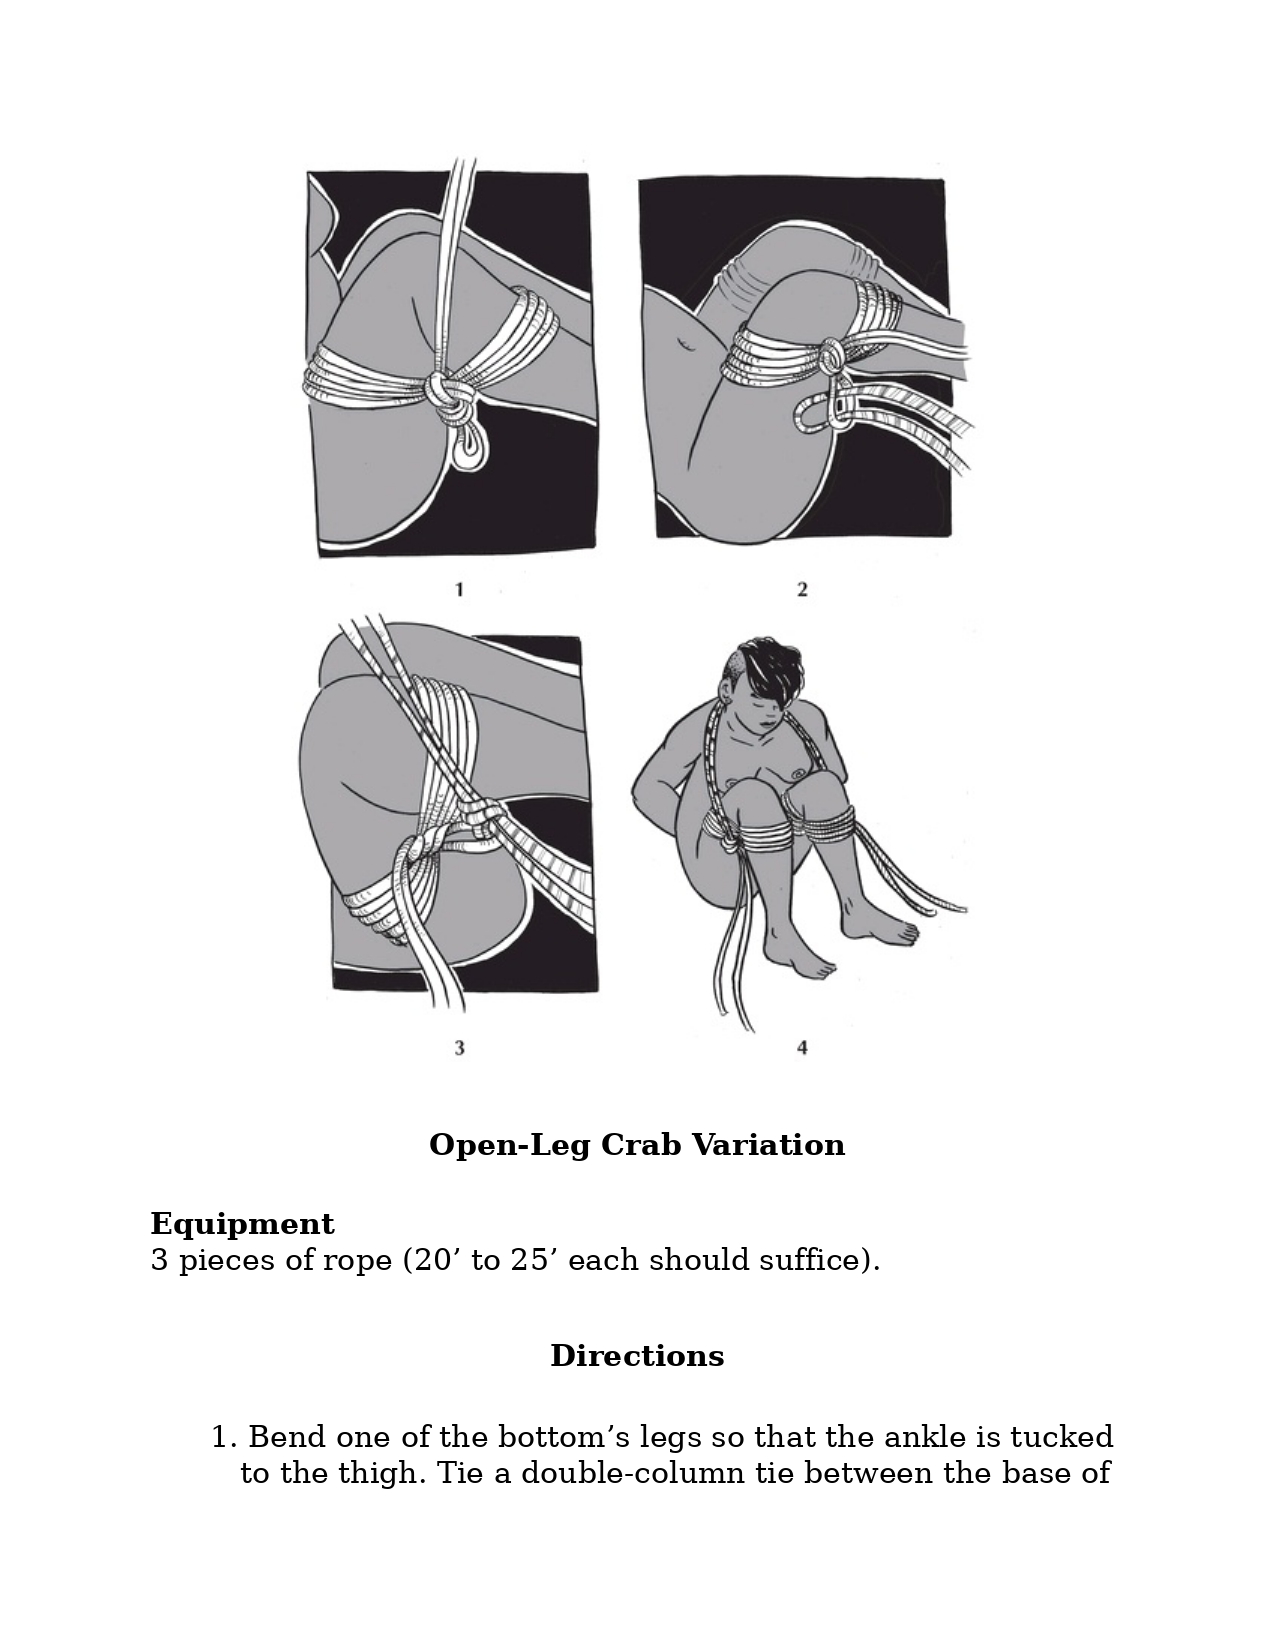 1
2
3
4
Open-Leg Crab Variation
Equipment
3 pieces of rope (20’ to 25’ each should suffice).
Directions
1. Bend one of the bottom’s legs so that the ankle is tucked
to the thigh. Tie a double-column tie between the base of